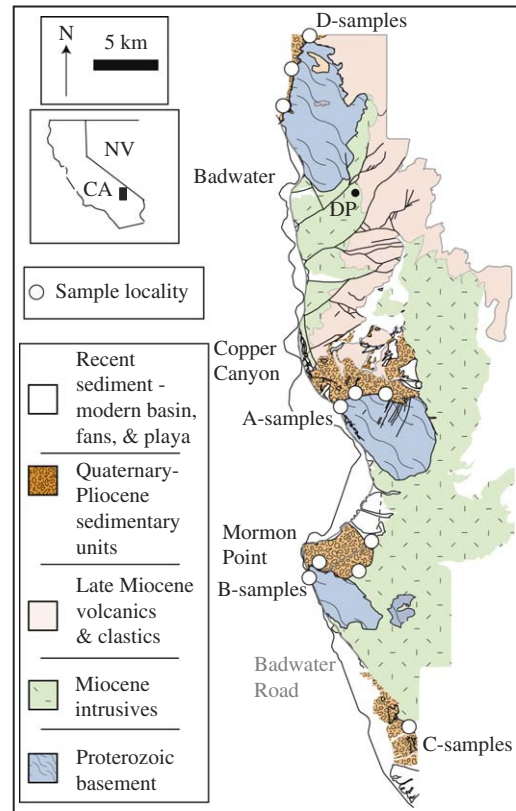 N
5 km
NV
CA
Sample locality
Recent
sediment -
modern basin,
fans, & playa
Quaternary-
Pliocene
sedimentary
units
Late Miocene
volcanics
& clastics
Miocene
intrusives
Proterozoic
basement
D-samples
Badwater
DP
Copper
Canyon
A-samples
Mormon
Point
B-samples
Badwater
Road
C-samples